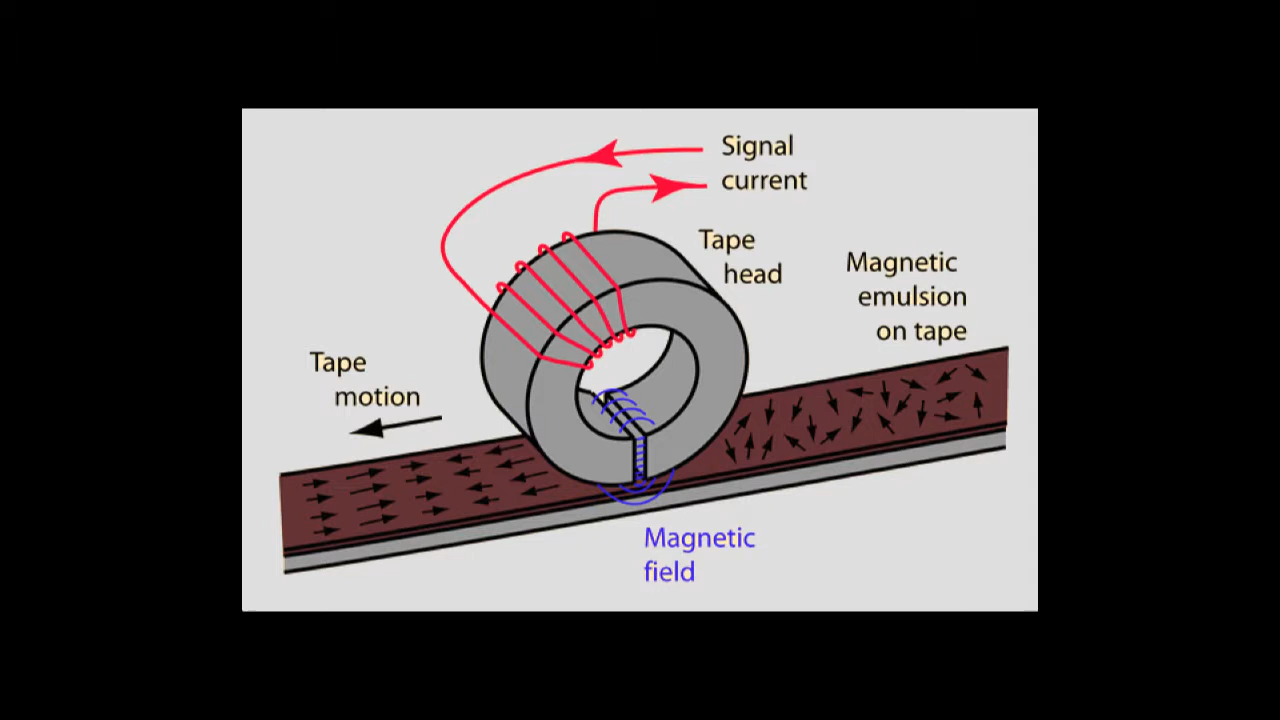 Signal
current
Tape
head
Magnetic
emulsion
on tape
Tape
motion
Magnetic
field